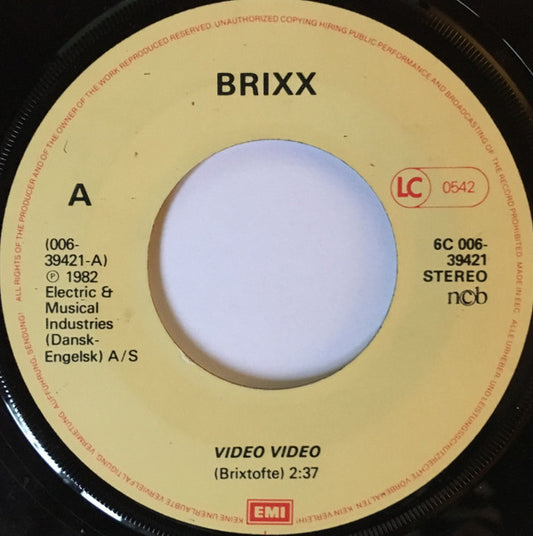 ALL RIGHTS OF THE PRODUCER AND OF THE OWNER OF THE WORK REPRODUCED RESERVED. UNAUTHORIZED COPYING HIRING PUBLIC PERFORMANCE AND BROADCASTING OF THE RECORD PROHIBITED. MADE IN EEC. ALLE URHEBER UND LEISTUNGSSCHUTZRECHTE VORBEHALTEN KEIN VERLEIH! KEINE UNERLAUBTE VERVIELFÄLTIGUNG, VERMIETUNG, AUFFÜHRUNG, SENDUNG!
BRIXX
A
LC 0542
(006-
39421-A)
℗ 1982
Electric &
Musical
Industries
(Dansk-
Engelsk) A/S
6C 006-
39421
STEREO
ncb
VIDEO VIDEO
(Brixtofte) 2:37
EMI